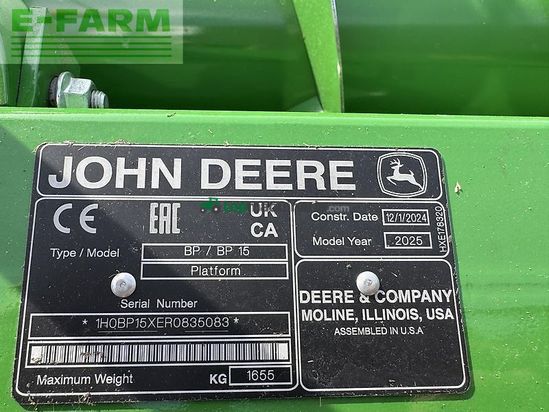 E-FARM
JOHN DEERE
CE EAC UK
CA
Constr. Date 12/1/2024
Model Year 2025
HXE178320
Type / Model BP / BP 15
Platform
Serial Number
* 1H0BP15XER0835083 *
Maximum Weight KG 1655
DEERE & COMPANY
MOLINE, ILLINOIS, USA
ASSEMBLED IN U.S.A